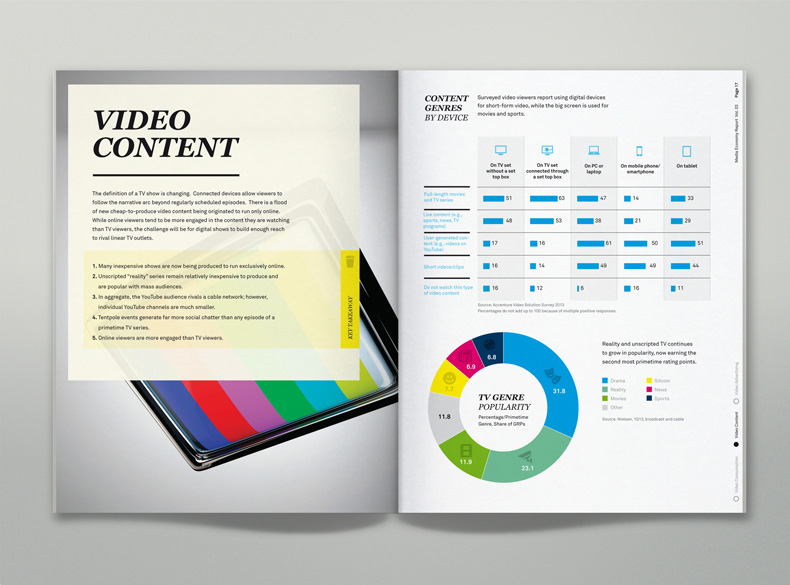 VIDEO
CONTENT
The definition of a TV show is changing. Connected devices allow viewers to
follow the narrative arc beyond regularly scheduled episodes. There is a flood
of new cheap-to-produce video content being originated to run only online.
While online viewers tend to be more engaged in the content they are watching
than TV viewers, the challenge will be for digital shows to build enough reach
to rival linear TV outlets.
1. Many inexpensive shows are now being produced to run exclusively online.
2. Unscripted "reality" series remain relatively inexpensive to produce and
are popular with mass audiences.
3. In aggregate, the YouTube audience rivals a cable network; however,
individual YouTube channels are much smaller.
4. Tentpole events generate far more social chatter than any episode of a
primetime TV series.
5. Online viewers are more engaged than TV viewers.
KEY TAKEAWAY
CONTENT
GENRES
BY DEVICE
Surveyed video viewers report using digital devices
for short-form video, while the big screen is used for
movies and sports.
On TV set
without a set
top box
On TV set
connected through
a set top box
On PC or
laptop
On mobile phone/
smartphone
On tablet
Full-length movies
and TV series
51 63 47 14 33
Live content (e.g.,
sports, news, TV
programs)
48 53 38 21 29
User-generated con-
tent (e.g., videos on
YouTube)
17 16 61 50 51
Short videos/clips
16 14 49 49 44
Do not watch this type
of video content
16 12 6 16 11
Source: Accenture Video Solution Survey 2013
Percentages do not add up to 100 because of multiple positive responses.
TV GENRE
POPULARITY
Percentage/Primetime
Genre, Share of GRPs
31.8
23.1
11.9
11.8
7.7
6.9
6.8
Reality and unscripted TV continues
to grow in popularity, now earning the
second most primetime rating points.
Drama
Reality
Movies
Other
Sitcom
News
Sports
Source: Nielsen, 1Q13, broadcast and cable
Media Economy Report Vol. 03 Page 17
Video Advertising
Video Content
Video Consumption